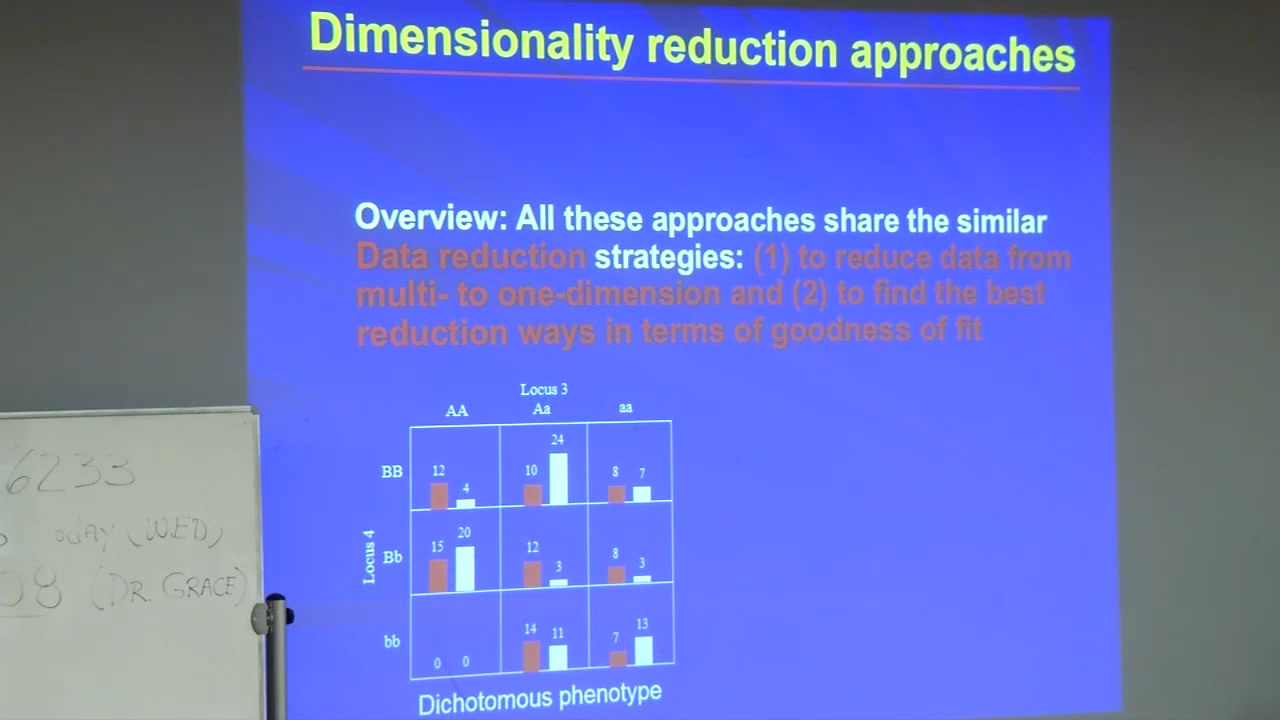 Dimensionality reduction approaches
Overview: All these approaches share the similar
Data reduction strategies: (1) to reduce data from
multi- to one-dimension and (2) to find the best
reduction ways in terms of goodness of fit
Locus 3
AA Aa aa
Locus 4
BB 12 4 10 24 8 7
Bb 15 20 12 3 8 3
bb 0 0 14 11 7 13
Dichotomous phenotype
6233
oday (WED)
08 (DR. GRACE)